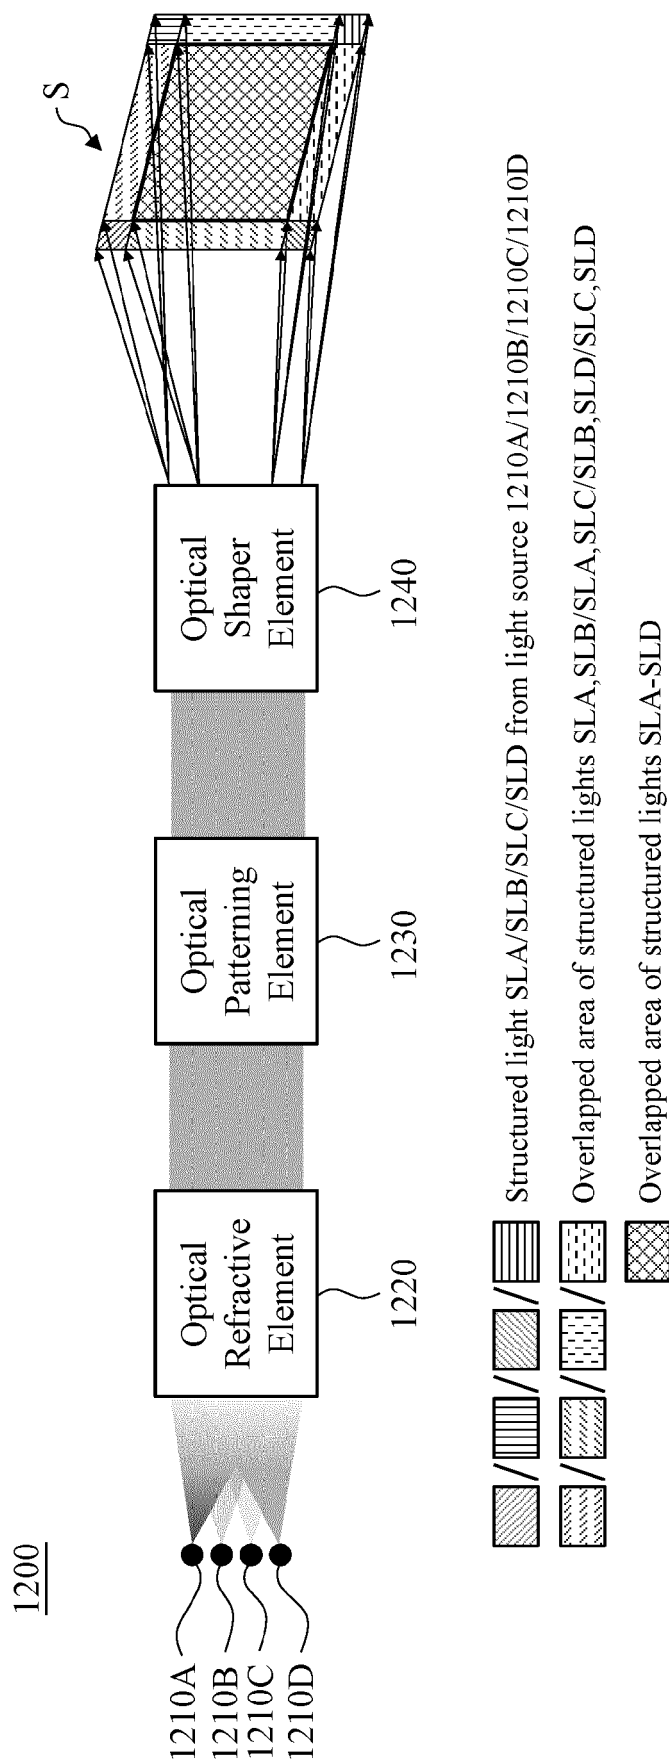 1200
1210A
1210B
1210C
1210D
Optical
Refractive
Element
1220
Optical
Patterning
Element
1230
Optical
Shaper
Element
1240
S
/ / / Structured light SLA/SLB/SLC/SLD from light source 1210A/1210B/1210C/1210D
/ / / Overlapped area of structured lights SLA,SLB/SLA,SLC/SLB,SLD/SLC,SLD
Overlapped area of structured lights SLA-SLD